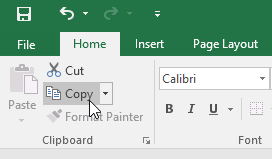 File Home Insert Page Layout
Cut
Copy
Format Painter
Paste
Clipboard
Calibri
B I U
Font